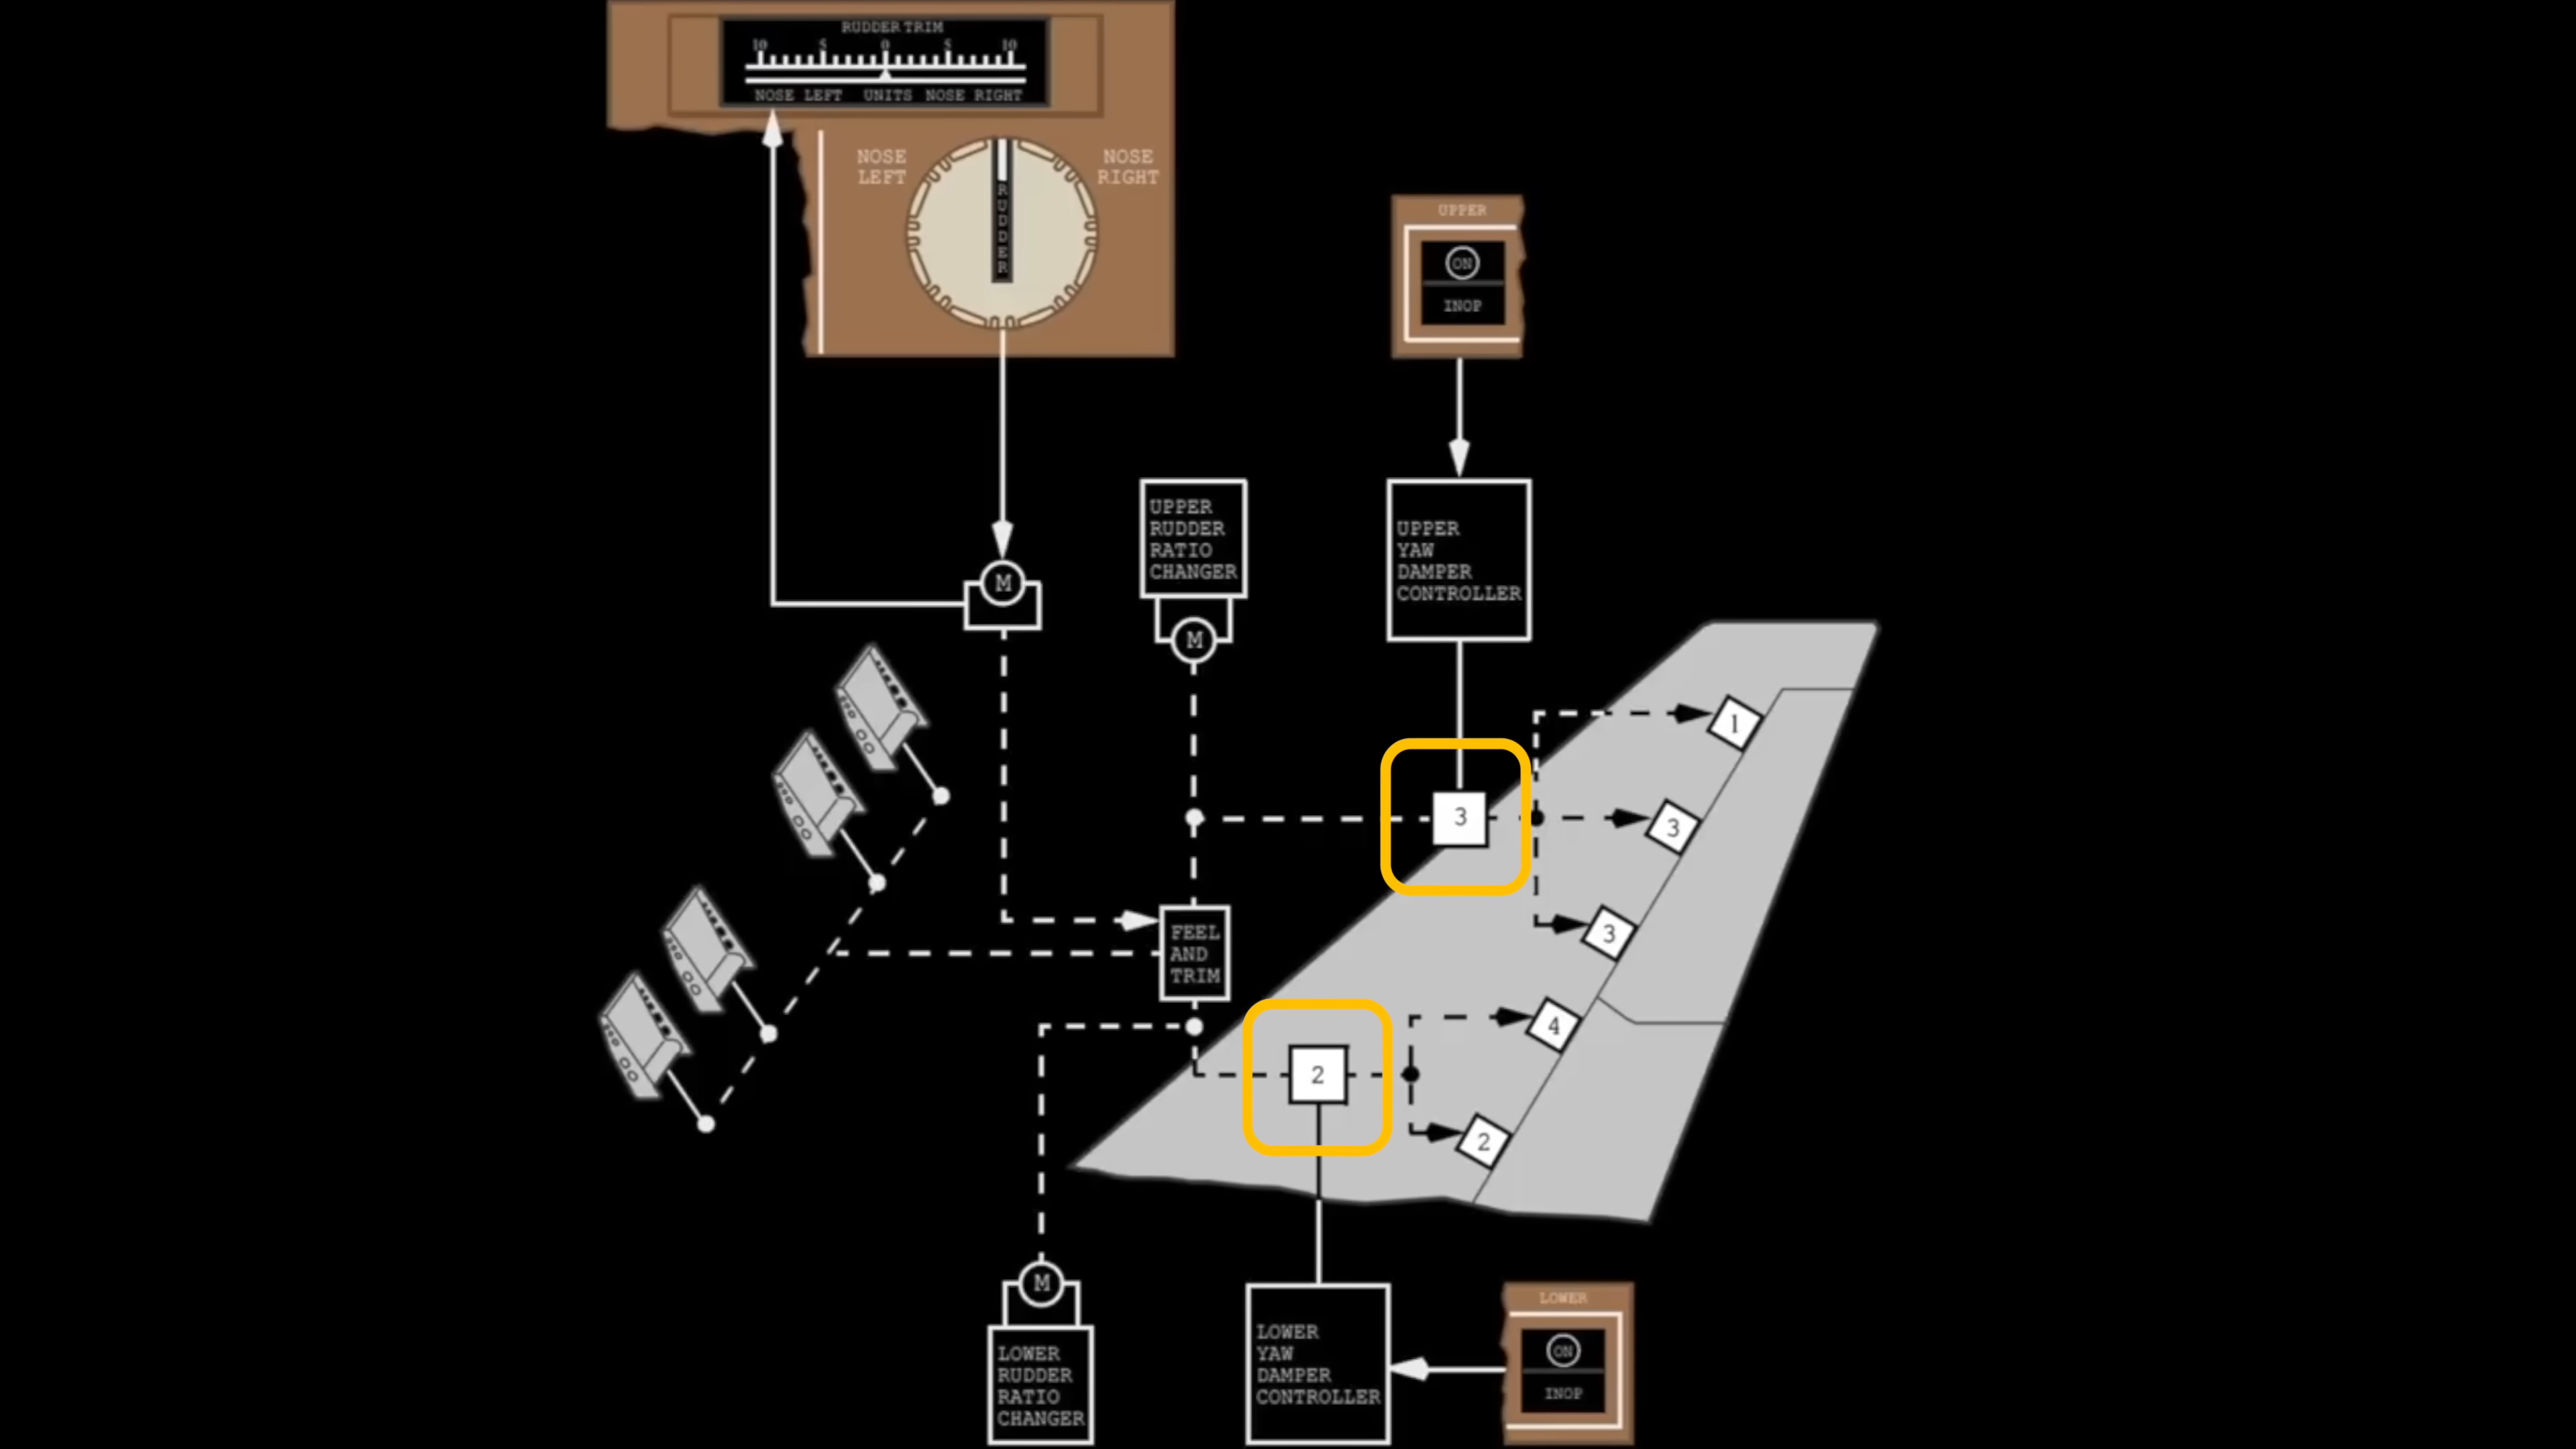 RUDDER TRIM
10 5 0 5 10
NOSE LEFT UNITS NOSE RIGHT
NOSE
LEFT
NOSE
RIGHT
RUDDER
UPPER
ON
INOP
M
UPPER
RUDDER
RATIO
CHANGER
M
UPPER
YAW
DAMPER
CONTROLLER
1
3
3
3
FEEL
AND
TRIM
4
2
2
M
LOWER
RUDDER
RATIO
CHANGER
LOWER
YAW
DAMPER
CONTROLLER
LOWER
ON
INOP